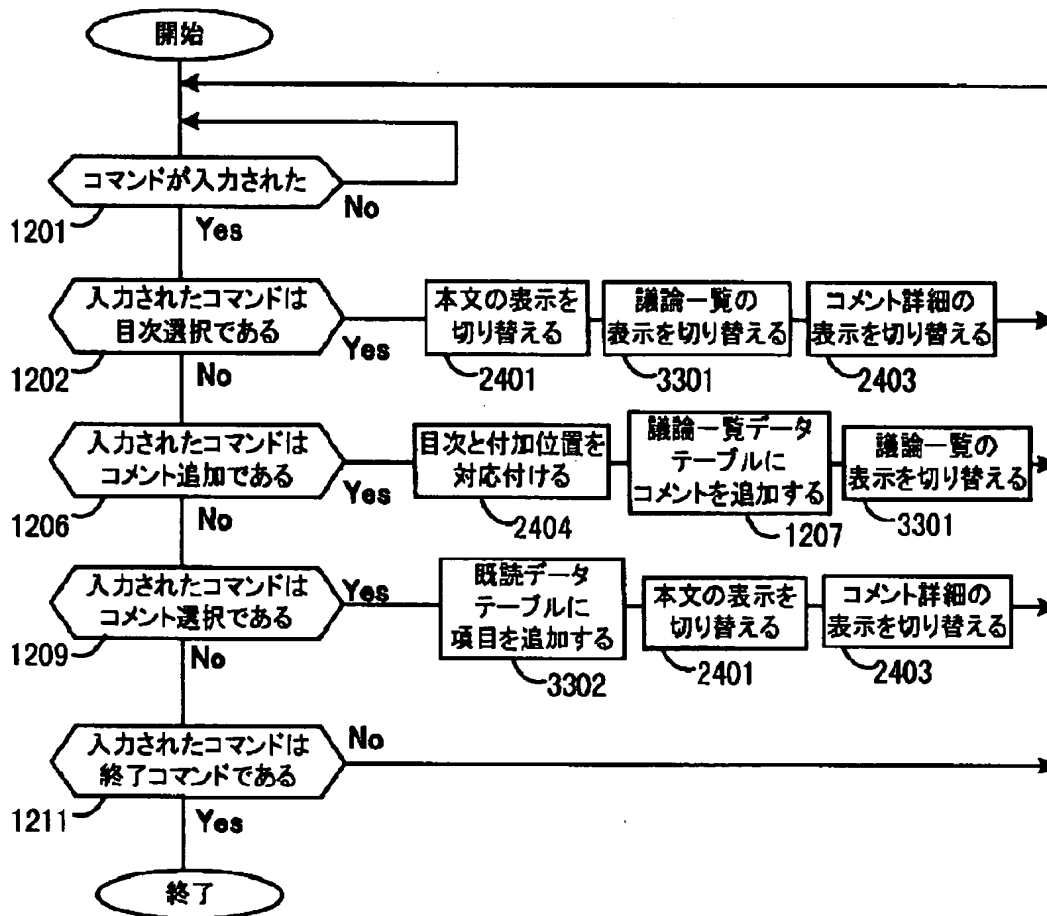 開始
コマンドが入力された
No
1201
Yes
入力されたコマンドは
目次選択である
Yes
1202
No
本文の表示を
切り替える
2401
議論一覧の
表示を切り替える
3301
コメント詳細の
表示を切り替える
2403
入力されたコマンドは
コメント追加である
Yes
1206
No
目次と付加位置を
対応付ける
2404
議論一覧データ
テーブルに
コメントを追加する
1207
議論一覧の
表示を切り替える
3301
入力されたコマンドは
コメント選択である
Yes
1209
No
既読データ
テーブルに
項目を追加する
3302
本文の表示を
切り替える
2401
コメント詳細の
表示を切り替える
2403
入力されたコマンドは
終了コマンドである
No
1211
Yes
終了